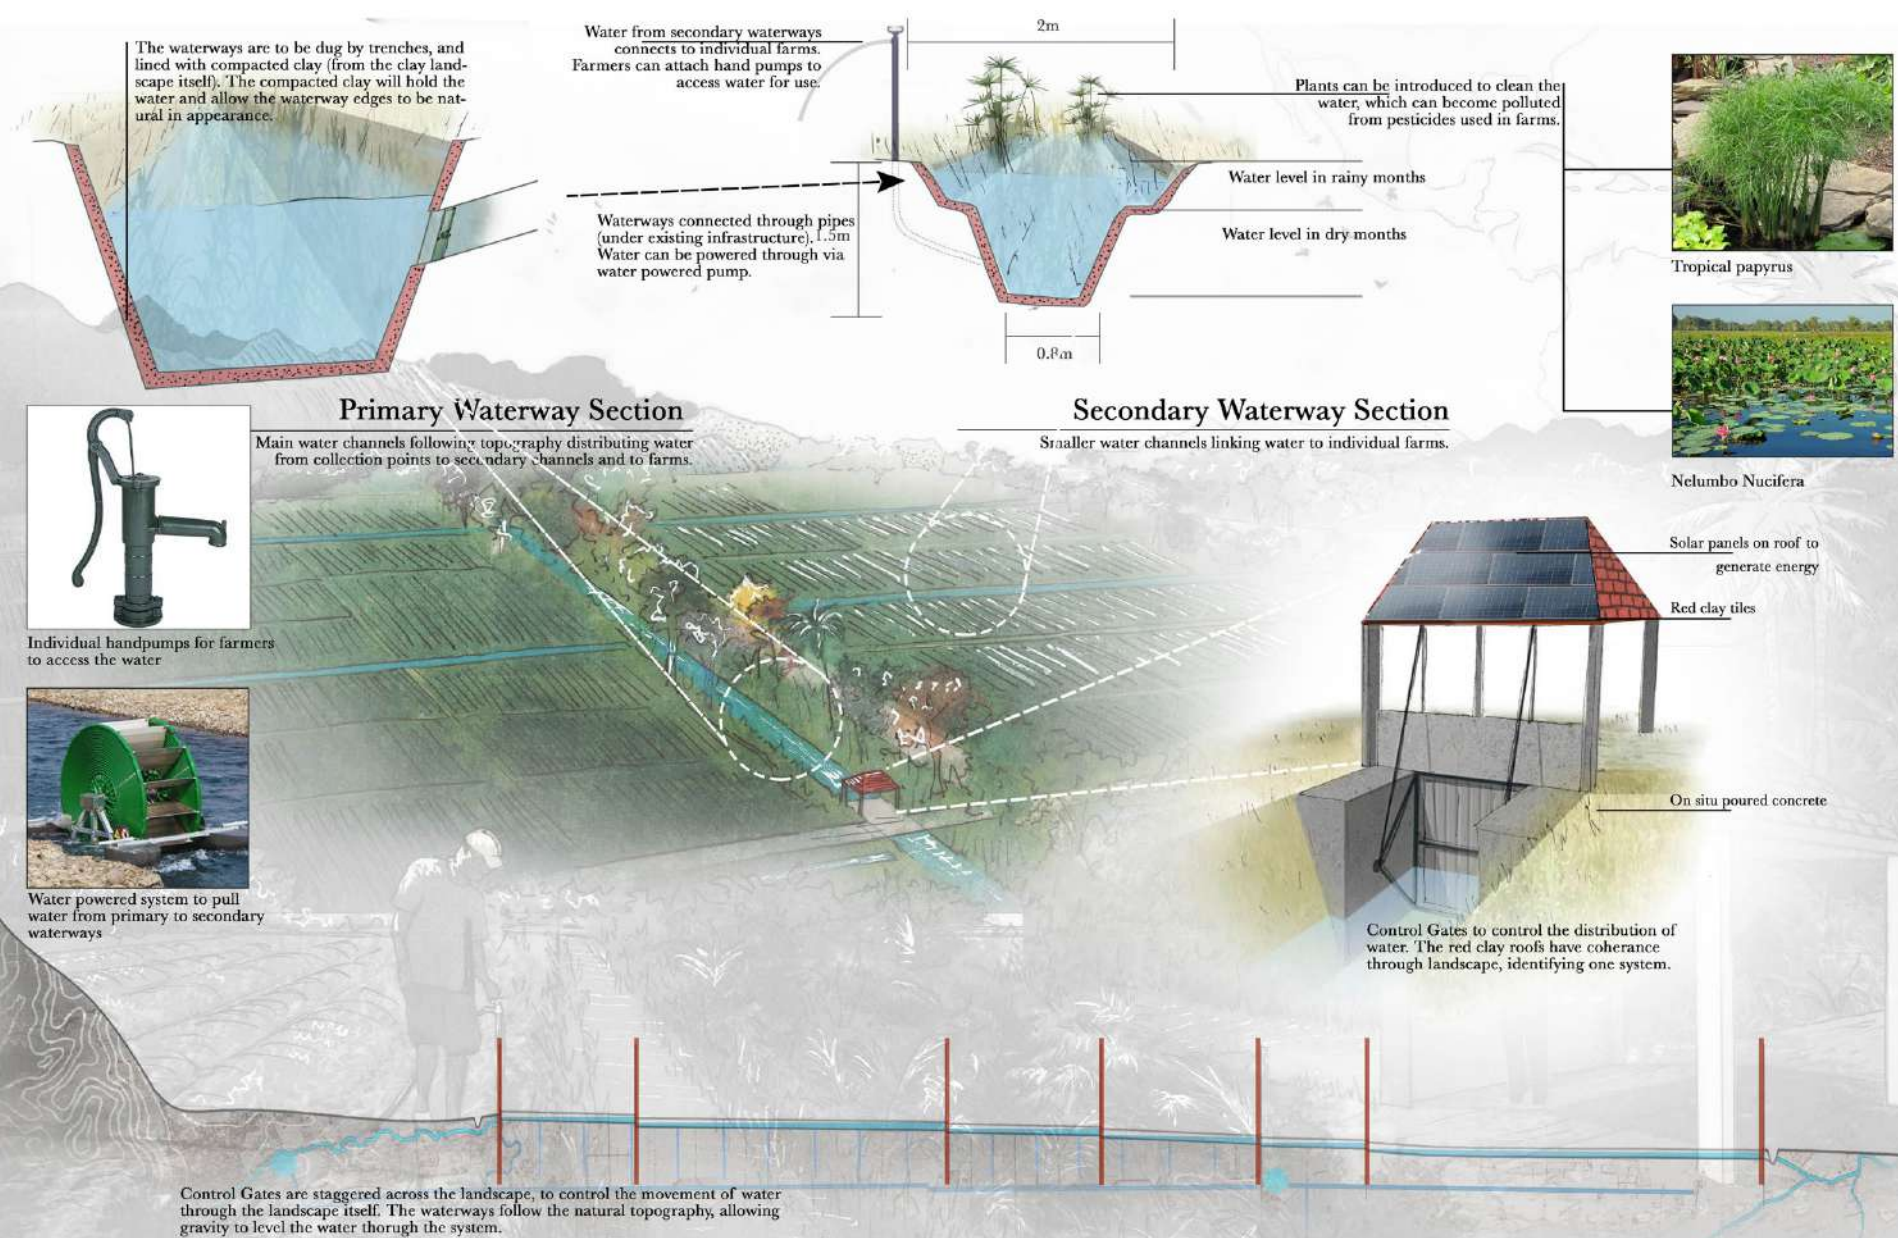 The waterways are to be dug by trenches, and
lined with compacted clay (from the clay land-
scape itself). The compacted clay will hold the
water and allow the waterway edges to be nat-
ural in appearance.
Water from secondary waterways
connects to individual farms.
Farmers can attach hand pumps to
access water for use.
2m
Plants can be introduced to clean the
water, which can become polluted
from pesticides used in farms.
Water level in rainy months
Waterways connected through pipes
(under existing infrastructure).
Water can be powered through via
water powered pump.
1.5m
Water level in dry months
0.8m
Tropical papyrus
Nelumbo Nucifera
Primary Waterway Section
Main water channels following topography distributing water
from collection points to secondary channels and to farms.
Secondary Waterway Section
Smaller water channels linking water to individual farms.
Individual handpumps for farmers
to access the water
Water powered system to pull
water from primary to secondary
waterways
Solar panels on roof to
generate energy
Red clay tiles
On situ poured concrete
Control Gates to control the distribution of
water. The red clay roofs have coherance
through landscape, identifying one system.
Control Gates are staggered across the landscape, to control the movement of water
through the landscape itself. The waterways follow the natural topography, allowing
gravity to level the water thorugh the system.